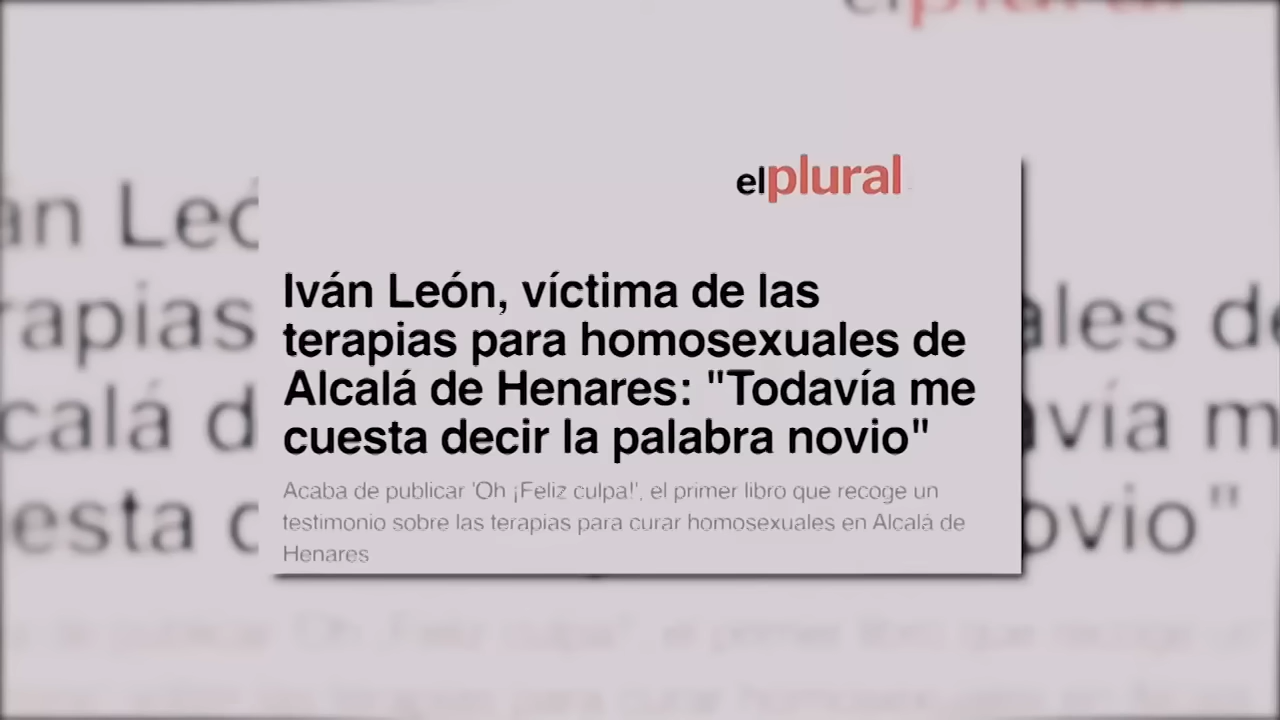 elplural
Iván León, víctima de las
terapias para homosexuales de
Alcalá de Henares: "Todavía me
cuesta decir la palabra novio"
Acaba de publicar 'Oh ¡Feliz culpa!', el primer libro que recoge un
testimonio sobre las terapias para curar homosexuales en Alcalá de
Henares